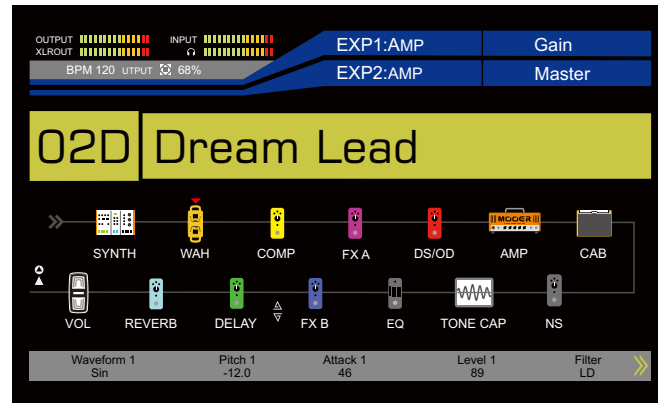 OUTPUT INPUT EXP1:AMP Gain
XLROUT
BPM 120 UTPUT 68% EXP2:AMP Master
02D Dream Lead
MOOER
SYNTH WAH COMP FX A DS/OD AMP CAB
VOL REVERB DELAY FX B EQ TONE CAP NS
Waveform 1 Pitch 1 Attack 1 Level 1 Filter
Sin -12.0 46 89 LD